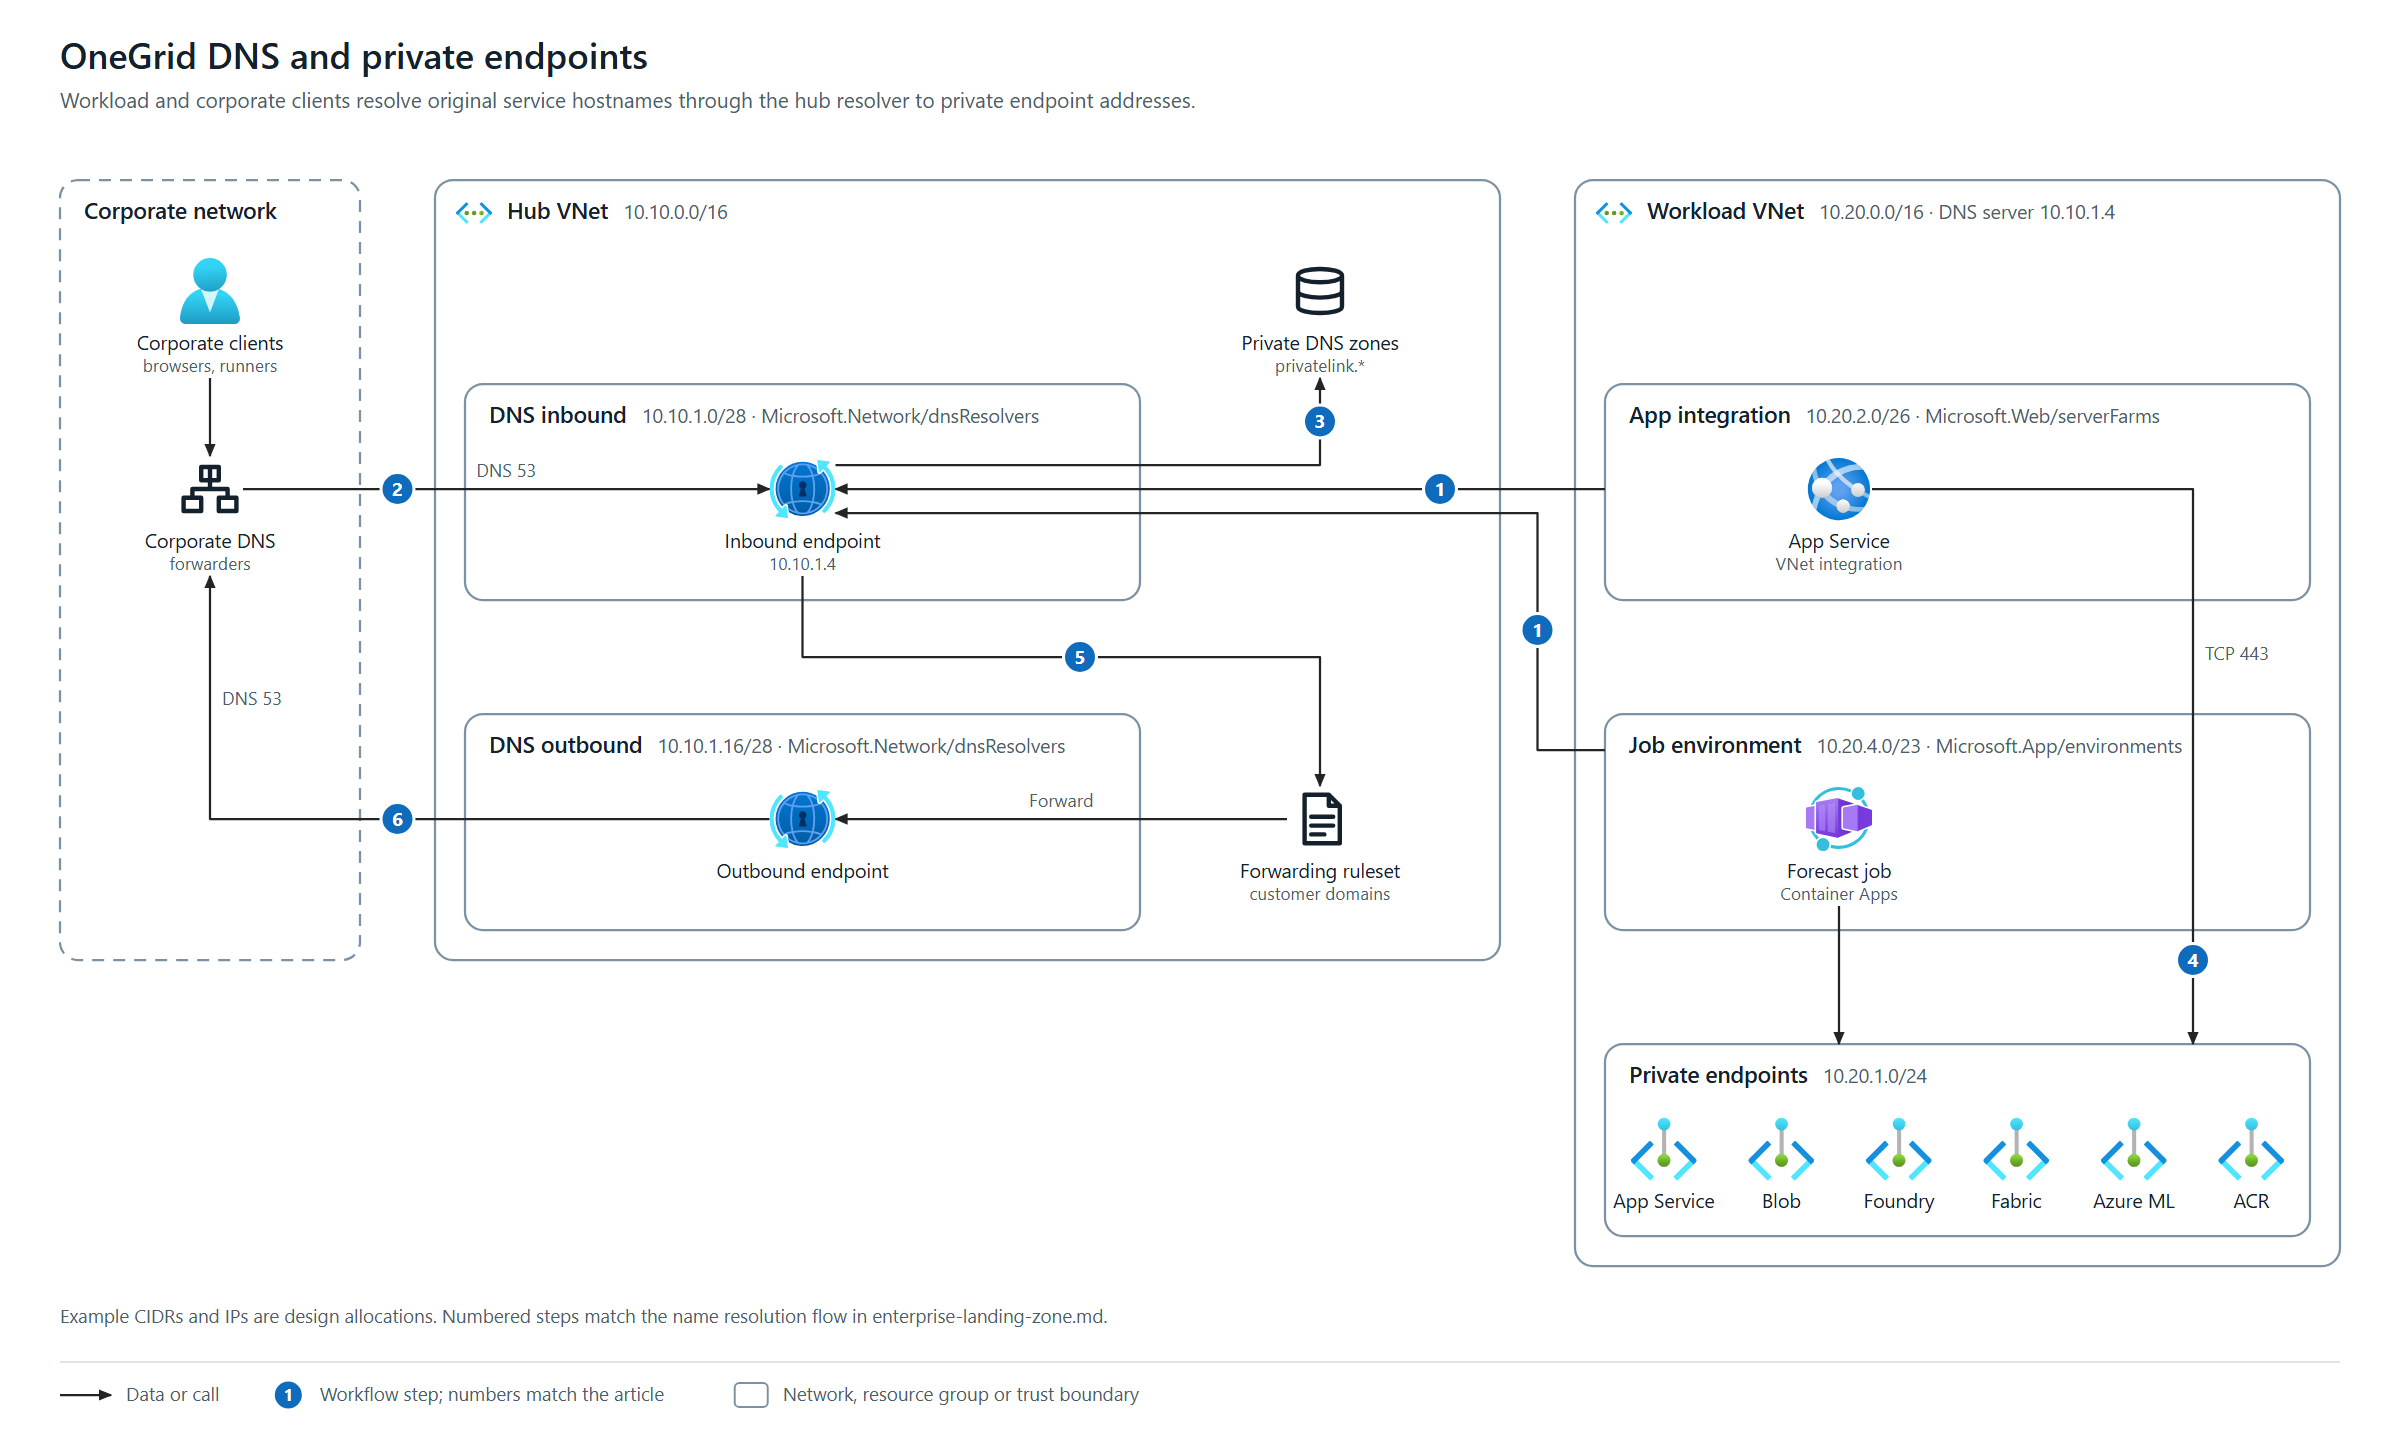 OneGrid DNS and private endpoints
Workload and corporate clients resolve original service hostnames through the hub resolver to private endpoint addresses.
Corporate network
Corporate clients
browsers, runners
Corporate DNS
forwarders
DNS 53
2
6
Hub VNet 10.10.0.0/16
Private DNS zones
privatelink.*
3
DNS inbound 10.10.1.0/28 · Microsoft.Network/dnsResolvers
DNS 53
Inbound endpoint
10.10.1.4
1
1
5
DNS outbound 10.10.1.16/28 · Microsoft.Network/dnsResolvers
Forward
Outbound endpoint
Forwarding ruleset
customer domains
Workload VNet 10.20.0.0/16 · DNS server 10.10.1.4
App integration 10.20.2.0/26 · Microsoft.Web/serverFarms
App Service
VNet integration
TCP 443
Job environment 10.20.4.0/23 · Microsoft.App/environments
Forecast job
Container Apps
4
Private endpoints 10.20.1.0/24
App Service
Blob
Foundry
Fabric
Azure ML
ACR
Example CIDRs and IPs are design allocations. Numbered steps match the name resolution flow in enterprise-landing-zone.md.
Data or call
1
Workflow step; numbers match the article
Network, resource group or trust boundary